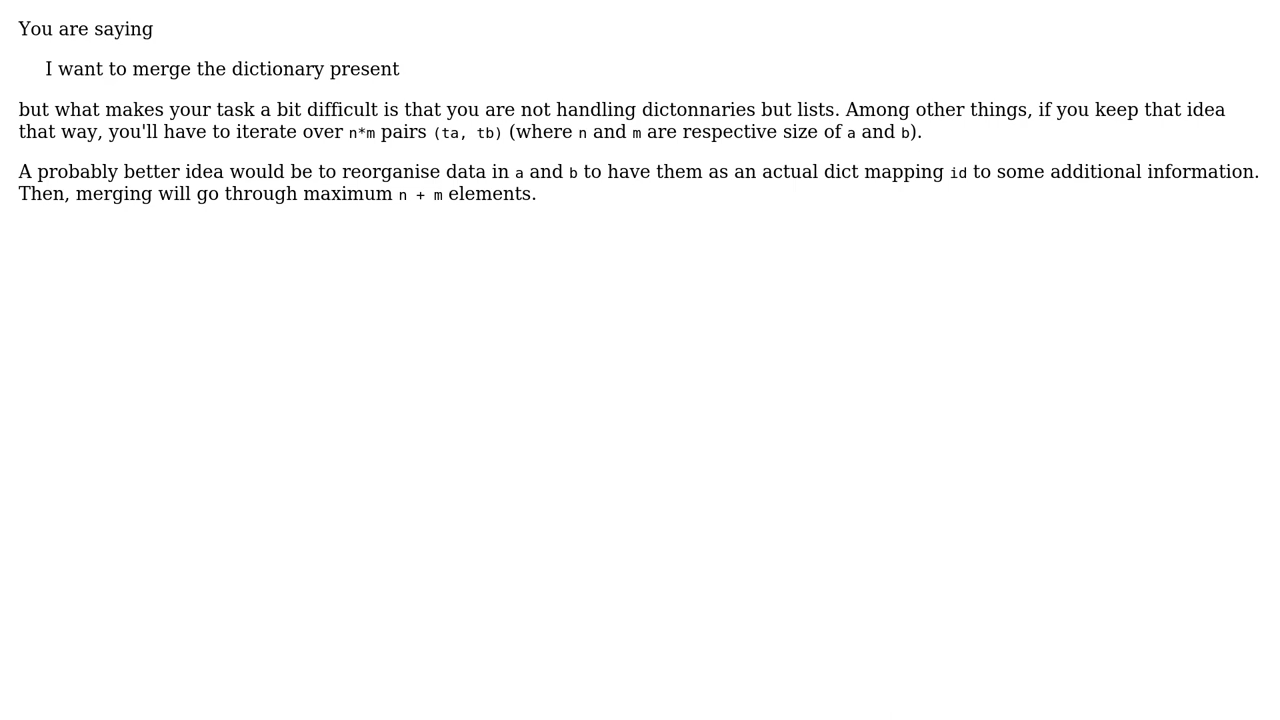 You are saying
I want to merge the dictionary present
but what makes your task a bit difficult is that you are not handling dictonnaries but lists. Among other things, if you keep that idea
that way, you'll have to iterate over n*m pairs (ta, tb) (where n and m are respective size of a and b).
A probably better idea would be to reorganise data in a and b to have them as an actual dict mapping id to some additional information.
Then, merging will go through maximum n + m elements.